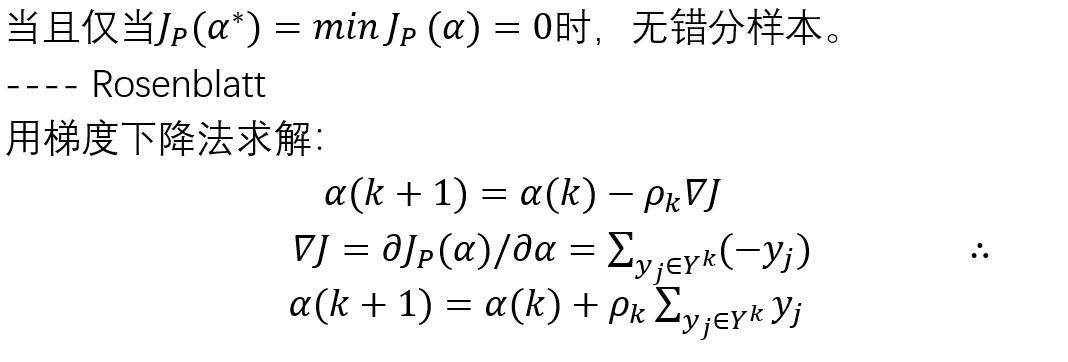 当且仅当J_P(α*) = min J_P (α) = 0时，无错分样本。
---- Rosenblatt
用梯度下降法求解：
α(k + 1) = α(k) − ρ_k∇J
∇J = ∂J_P(α)/∂α = ∑_{y_j∈Y^k}(−y_j) ∴
α(k + 1) = α(k) + ρ_k ∑_{y_j∈Y^k} y_j